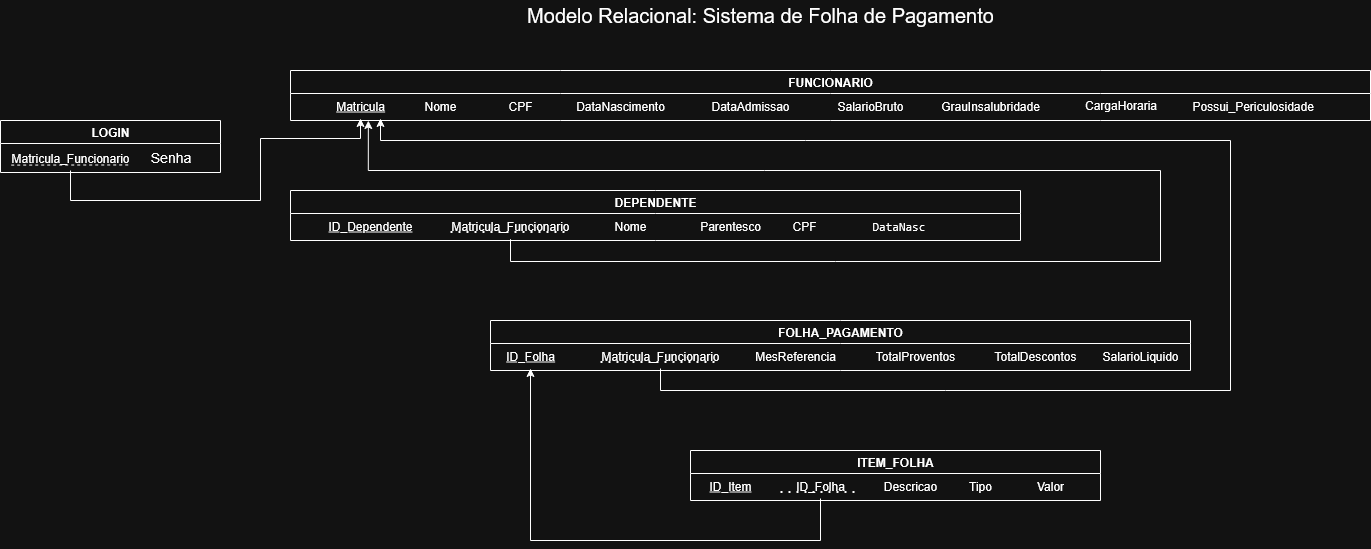 Modelo Relacional: Sistema de Folha de Pagamento
FUNCIONARIO
Matricula Nome CPF DataNascimento DataAdmissao SalarioBruto GrauInsalubridade CargaHoraria Possui_Periculosidade
LOGIN
Matricula_Funcionario Senha
DEPENDENTE
ID_Dependente Matricula_Funcionario Nome Parentesco CPF DataNasc
FOLHA_PAGAMENTO
ID_Folha Matricula_Funcionario MesReferencia TotalProventos TotalDescontos SalarioLiquido
ITEM_FOLHA
ID_Item ID_Folha Descricao Tipo Valor